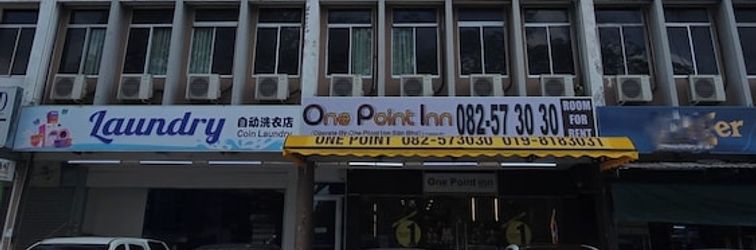 Laundry
自动洗衣店
Coin Laundry
One Point Inn
082-57 30 30
ROOM
FOR
RENT
(Operate By One Point Inn Sdn Bhd)
ONE POINT 082-573030 019-8183031
One Point Inn